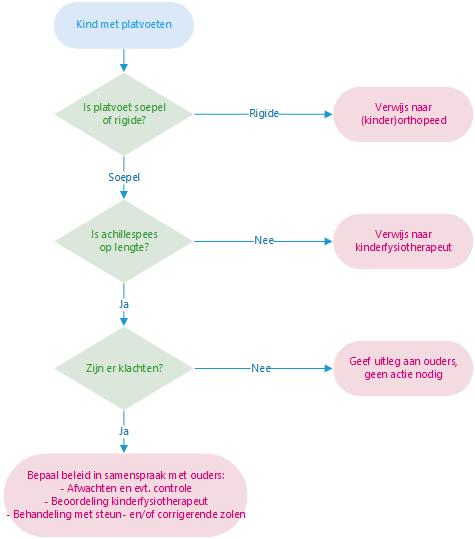 Kind met platvoeten
Is platvoet soepel
of rigide?
Rigide
Verwijs naar
(kinder)orthopeed
Soepel
Is achillespees
op lengte?
Nee
Verwijs naar
kinderfysiotherapeut
Ja
Zijn er klachten?
Nee
Geef uitleg aan ouders,
geen actie nodig
Ja
Bepaal beleid in samenspraak met ouders:
- Afwachten en evt. controle
- Beoordeling kinderfysiotherapeut
- Behandeling met steun- en/of corrigerende zolen